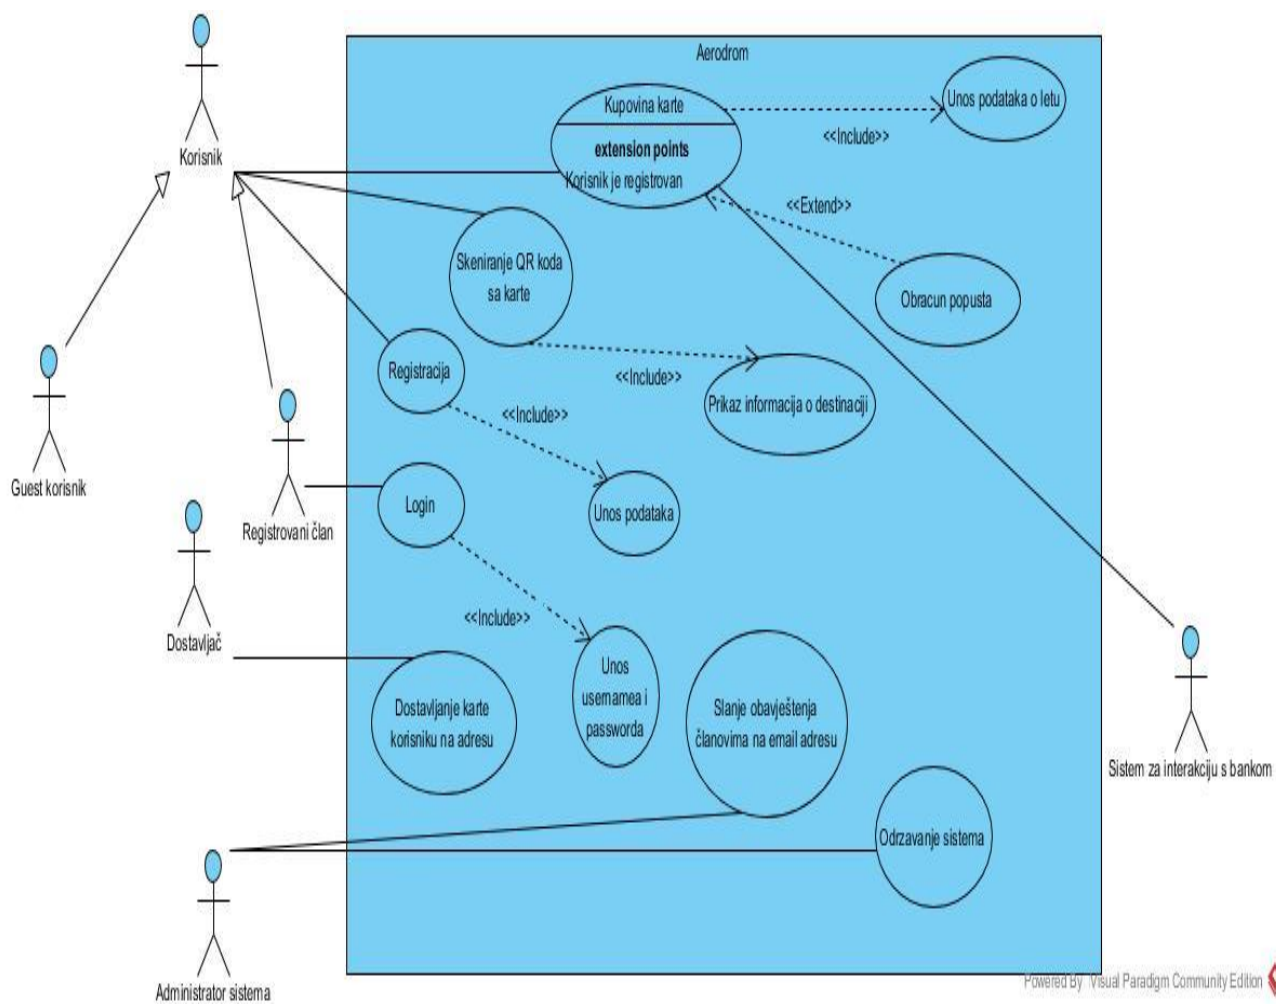 Aerodrom
Korisnik
Kupovina karte
extension points
Korisnik je registrovan
Unos podataka o letu
<<Include>>
<<Extend>>
Skeniranje QR koda
sa karte
Obracun popusta
Registracija
<<Include>>
Prikaz informacija o destinaciji
<<Include>>
Guest korisnik
Registrovani član
Login
Unos podataka
<<Include>>
Dostavljač
Dostavljanje karte
korisniku na adresu
Unos
usernamea i
passworda
Slanje obavještenja
članovima na email adresu
Sistem za interakciju s bankom
Odrzavanje sistema
Administrator sistema
Powered By Visual Paradigm Community Edition